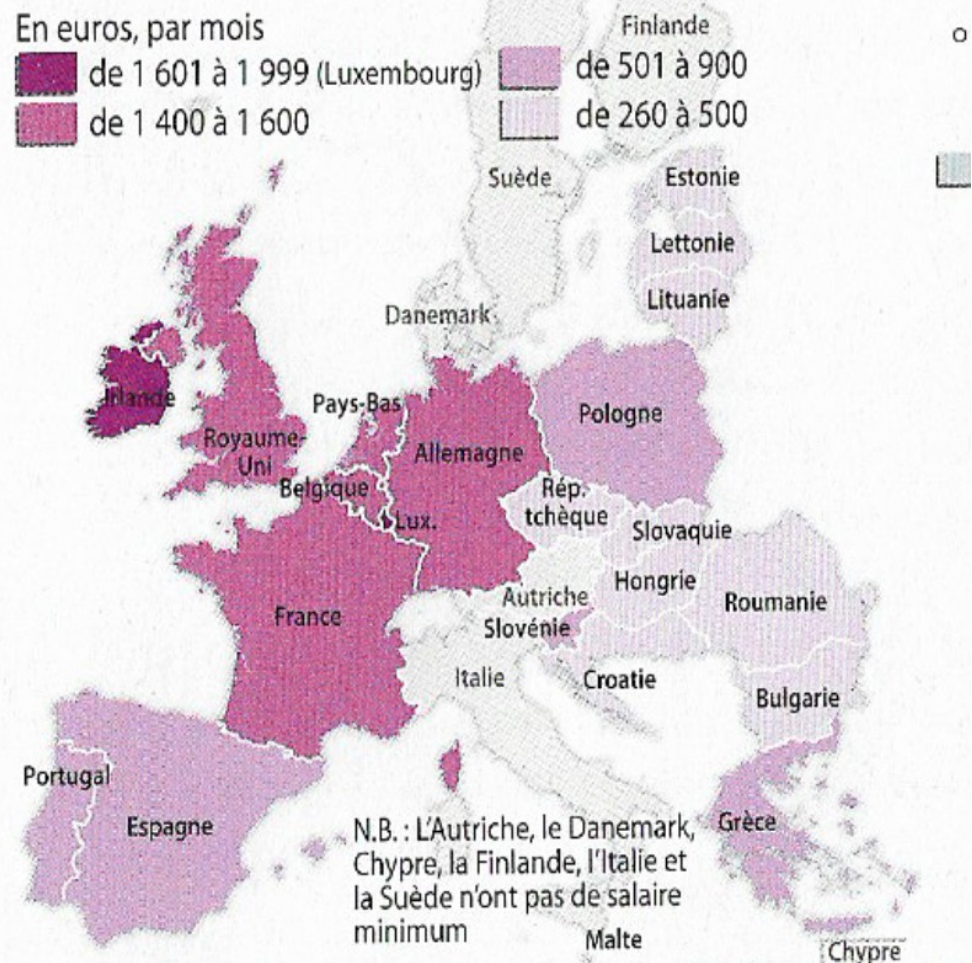 En euros, par mois
de 1 601 à 1 999 (Luxembourg)
de 1 400 à 1 600
de 501 à 900
de 260 à 500
Finlande
Suède
Estonie
Lettonie
Lituanie
Danemark
Irlande
Royaume-
Uni
Pays-Bas
Belgique
Lux.
Allemagne
Pologne
Rép.
tchèque
Slovaquie
Hongrie
Autriche
Slovénie
Roumanie
France
Italie
Croatie
Bulgarie
Portugal
Espagne
Grèce
N.B. : L'Autriche, le Danemark,
Chypre, la Finlande, l'Italie et
la Suède n'ont pas de salaire
minimum
Malte
Chypre